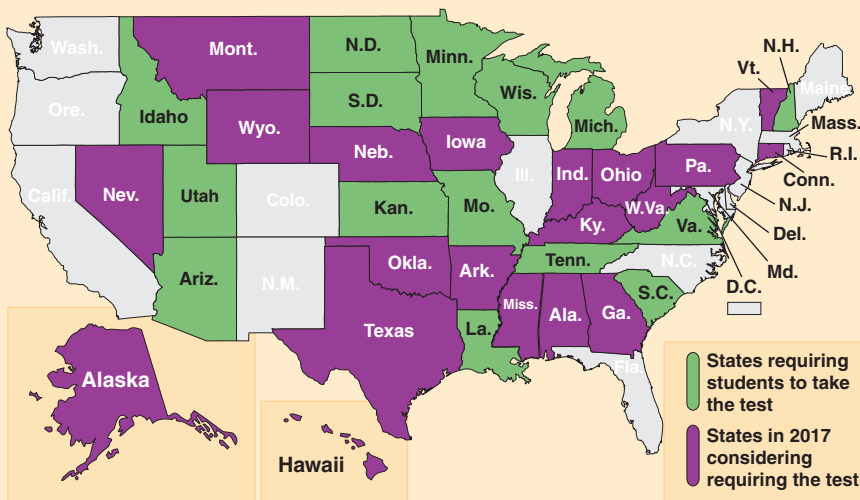 Wash.
Mont.
N.D.
Minn.
N.H.
Vt.
Maine
Ore.
Idaho
S.D.
Wis.
Mich.
N.Y.
Mass.
Wyo.
Iowa
R.I.
Neb.
Pa.
Conn.
Calif.
Nev.
Utah
Colo.
Ill.
Ind.
Ohio
N.J.
Kan.
Mo.
W.Va.
Ky.
Va.
Del.
Md.
Ariz.
N.M.
Okla.
Ark.
Tenn.
N.C.
D.C.
S.C.
Texas
La.
Miss.
Ala.
Ga.
Fla.
Alaska
Hawaii
States requiring
students to take
the test
States in 2017
considering
requiring the test